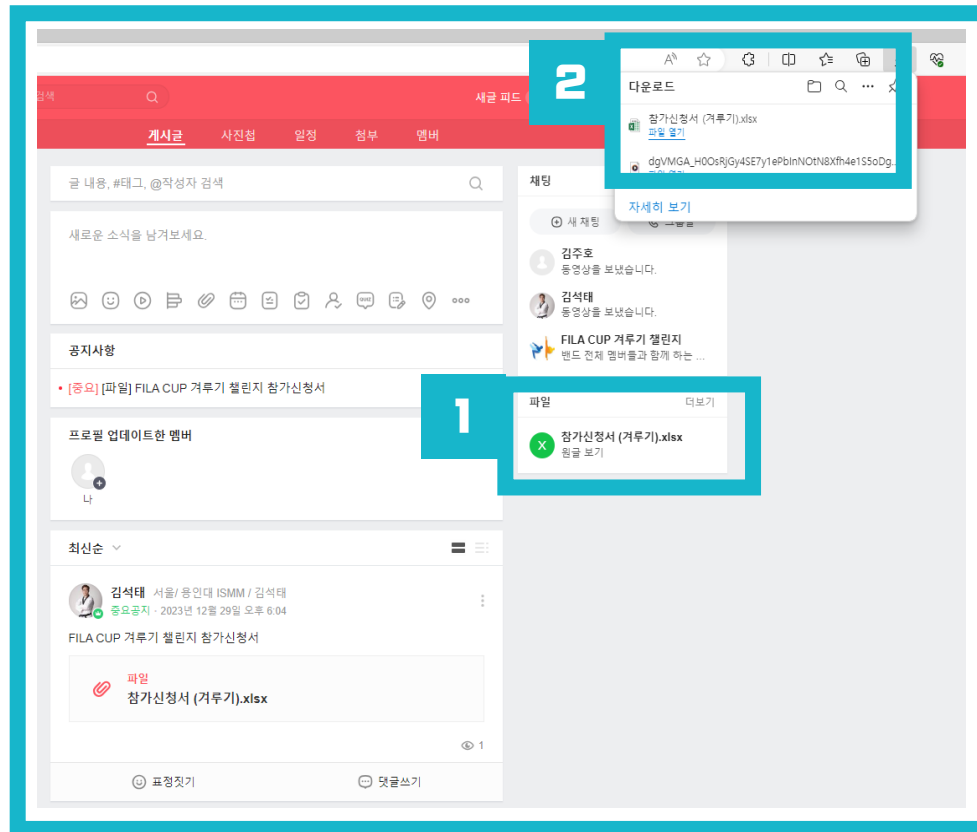 2
다운로드
참가신청서 (겨루기).xlsx
파일 열기
dgVMGA_H0OsRjGy4SE7y1ePbInNOtN8Xfh4e1S5oDg...
자세히 보기
검색
새글 피드
게시글 사진첩 일정 첨부 멤버
글 내용, #태그, @작성자 검색
새로운 소식을 남겨보세요.
공지사항
• [중요] [파일] FILA CUP 겨루기 챌린지 참가신청서
프로필 업데이트한 멤버
나
채팅
새 채팅
김주호
동영상을 보냈습니다.
김석태
동영상을 보냈습니다.
FILA CUP 겨루기 챌린지
밴드 전체 멤버들과 함께 하는 ...
1
파일 더보기
참가신청서 (겨루기).xlsx
원글 보기
최신순
김석태 서울/ 용인대 ISMM / 김석태
중요공지 · 2023년 12월 29일 오후 6:04
FILA CUP 겨루기 챌린지 참가신청서
파일
참가신청서 (겨루기).xlsx
1
표정짓기 댓글쓰기